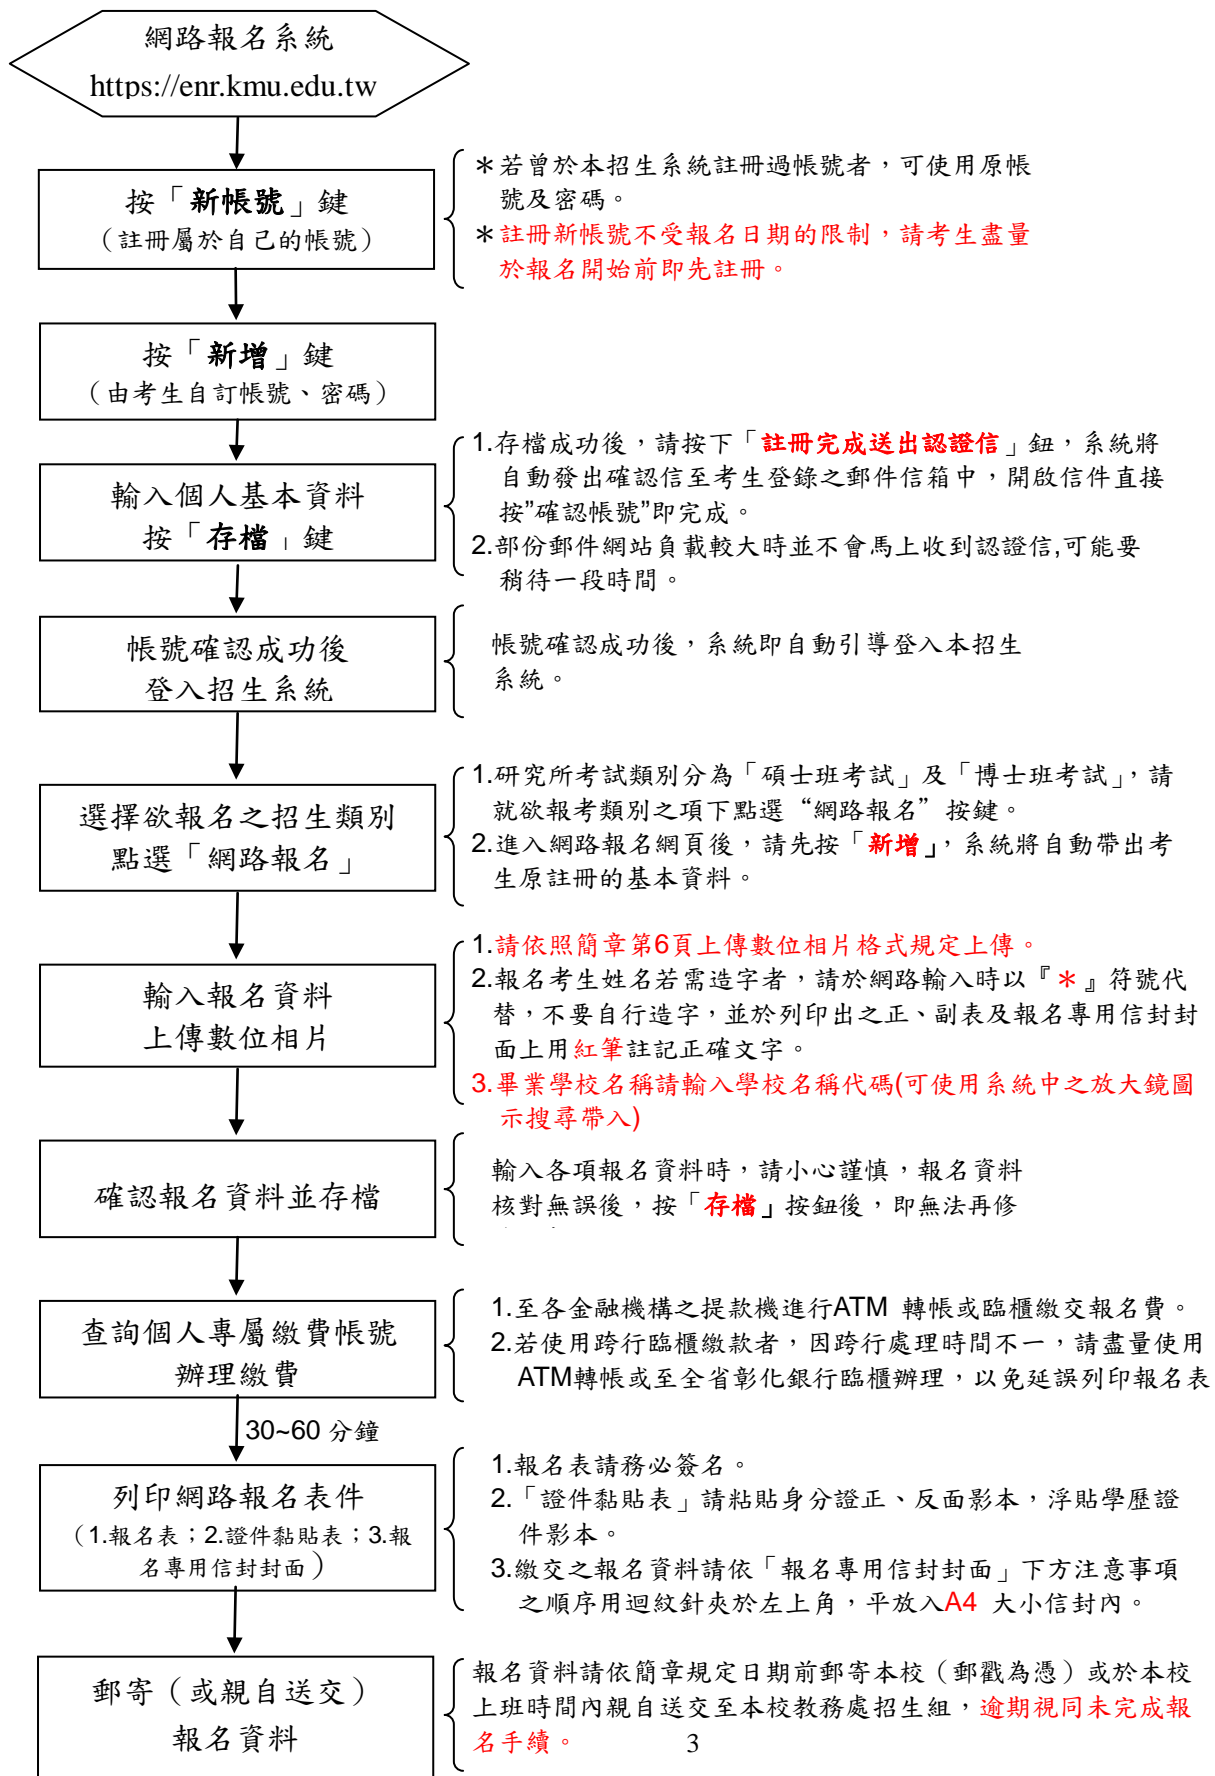 網路報名系統
https://enr.kmu.edu.tw
按「新帳號」鍵
（註冊屬於自己的帳號）
＊若曾於本招生系統註冊過帳號者，可使用原帳
號及密碼。
＊註冊新帳號不受報名日期的限制，請考生盡量
於報名開始前即先註冊。
按「新增」鍵
（由考生自訂帳號、密碼）
輸入個人基本資料
按「存檔」鍵
1.存檔成功後，請按下「註冊完成送出認證信」鈕，系統將
自動發出確認信至考生登錄之郵件信箱中，開啟信件直接
按”確認帳號”即完成。
2.部份郵件網站負載較大時並不會馬上收到認證信,可能要
稍待一段時間。
帳號確認成功後
登入招生系統
帳號確認成功後，系統即自動引導登入本招生
系統。
選擇欲報名之招生類別
點選「網路報名」
1.研究所考試類別分為「碩士班考試」及「博士班考試」，請
就欲報考類別之項下點選“網路報名”按鍵。
2.進入網路報名網頁後，請先按「新增」，系統將自動帶出考
生原註冊的基本資料。
輸入報名資料
上傳數位相片
1.請依照簡章第6頁上傳數位相片格式規定上傳。
2.報名考生姓名若需造字者，請於網路輸入時以『＊』符號代
替，不要自行造字，並於列印出之正、副表及報名專用信封封
面上用紅筆註記正確文字。
3.畢業學校名稱請輸入學校名稱代碼(可使用系統中之放大鏡圖
示搜尋帶入)
確認報名資料並存檔
輸入各項報名資料時，請小心謹慎，報名資料
核對無誤後，按「存檔」按鈕後，即無法再修
查詢個人專屬繳費帳號
辦理繳費
1.至各金融機構之提款機進行ATM 轉帳或臨櫃繳交報名費。
2.若使用跨行臨櫃繳款者，因跨行處理時間不一，請盡量使用
ATM轉帳或至全省彰化銀行臨櫃辦理，以免延誤列印報名表
30~60 分鐘
列印網路報名表件
（1.報名表；2.證件黏貼表；3.報
名專用信封封面）
1.報名表請務必簽名。
2.「證件黏貼表」請粘貼身分證正、反面影本，浮貼學歷證
件影本。
3.繳交之報名資料請依「報名專用信封封面」下方注意事項
之順序用迴紋針夾於左上角，平放入A4 大小信封內。
郵寄（或親自送交）
報名資料
報名資料請依簡章規定日期前郵寄本校（郵戳為憑）或於本校
上班時間內親自送交至本校教務處招生組，逾期視同未完成報
名手續。
3